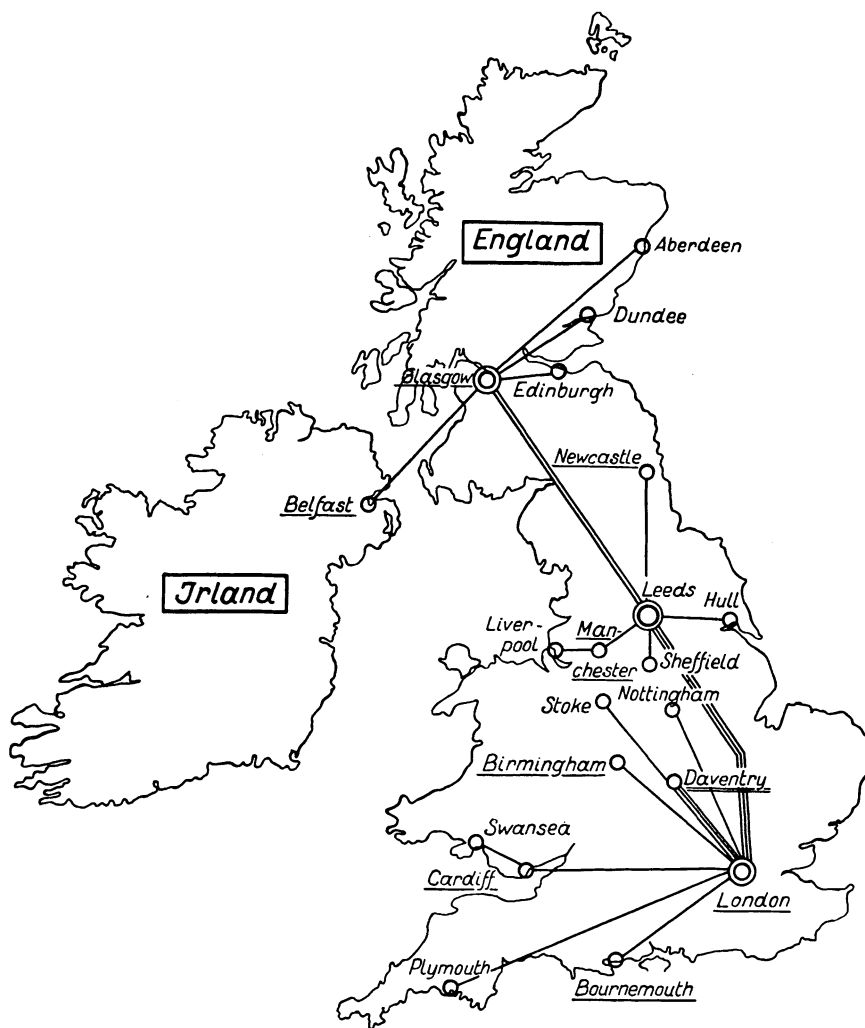 England
Aberdeen
Dundee
Glasgow
Edinburgh
Newcastle
Belfast
Irland
Leeds
Hull
Liver-
pool
Man-
chester
Sheffield
Stoke
Nottingham
Birmingham
Daventry
Swansea
Cardiff
London
Plymouth
Bournemouth